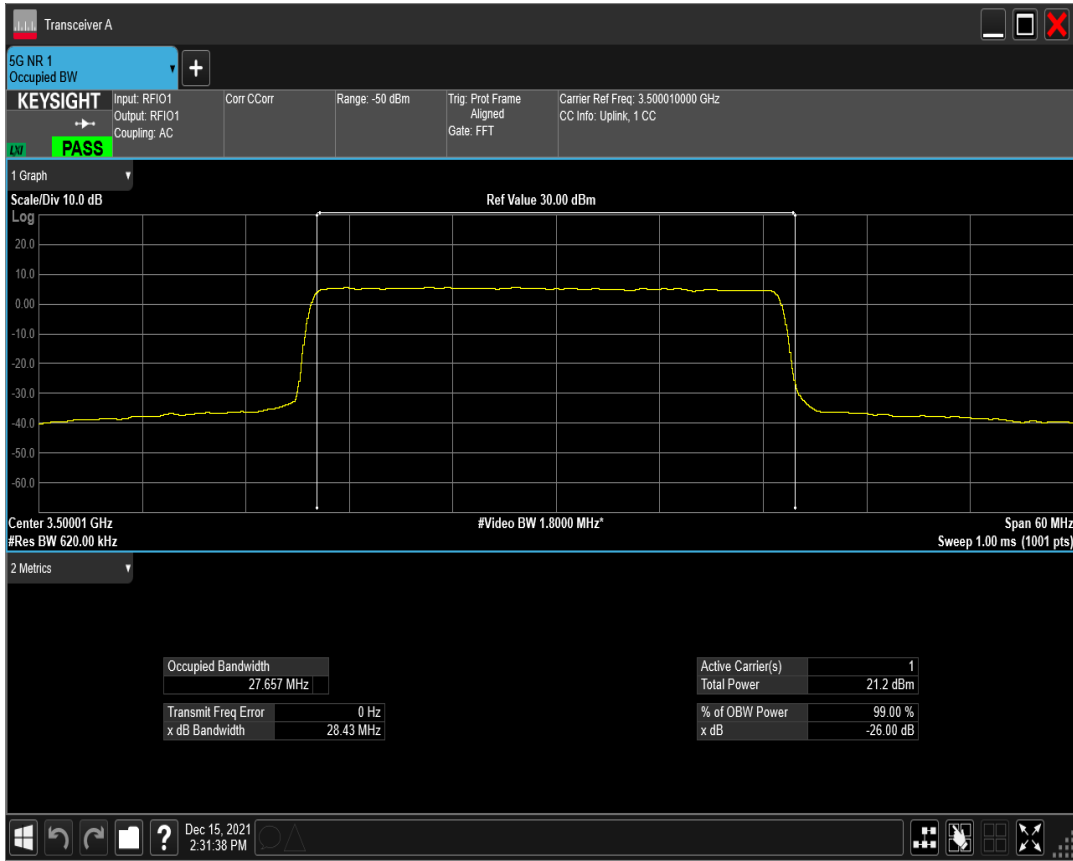 Transceiver A
5G NR 1
Occupied BW
+
KEYSIGHT
LXI
PASS
Input: RFIO1
Output: RFIO1
Coupling: AC
Corr CCorr
Range: -50 dBm
Trig: Prot Frame
Aligned
Gate: FFT
Carrier Ref Freq: 3.500010000 GHz
CC Info: Uplink, 1 CC
1 Graph
Scale/Div 10.0 dB
Ref Value 30.00 dBm
Log
20.0
10.0
0.00
-10.0
-20.0
-30.0
-40.0
-50.0
-60.0
Center 3.50001 GHz
#Video BW 1.8000 MHz*
Span 60 MHz
#Res BW 620.00 kHz
Sweep 1.00 ms (1001 pts)
2 Metrics
Occupied Bandwidth
27.657 MHz
Transmit Freq Error 0 Hz
x dB Bandwidth 28.43 MHz
Active Carrier(s) 1
Total Power 21.2 dBm
% of OBW Power 99.00 %
x dB -26.00 dB
?
Dec 15, 2021
2:31:38 PM